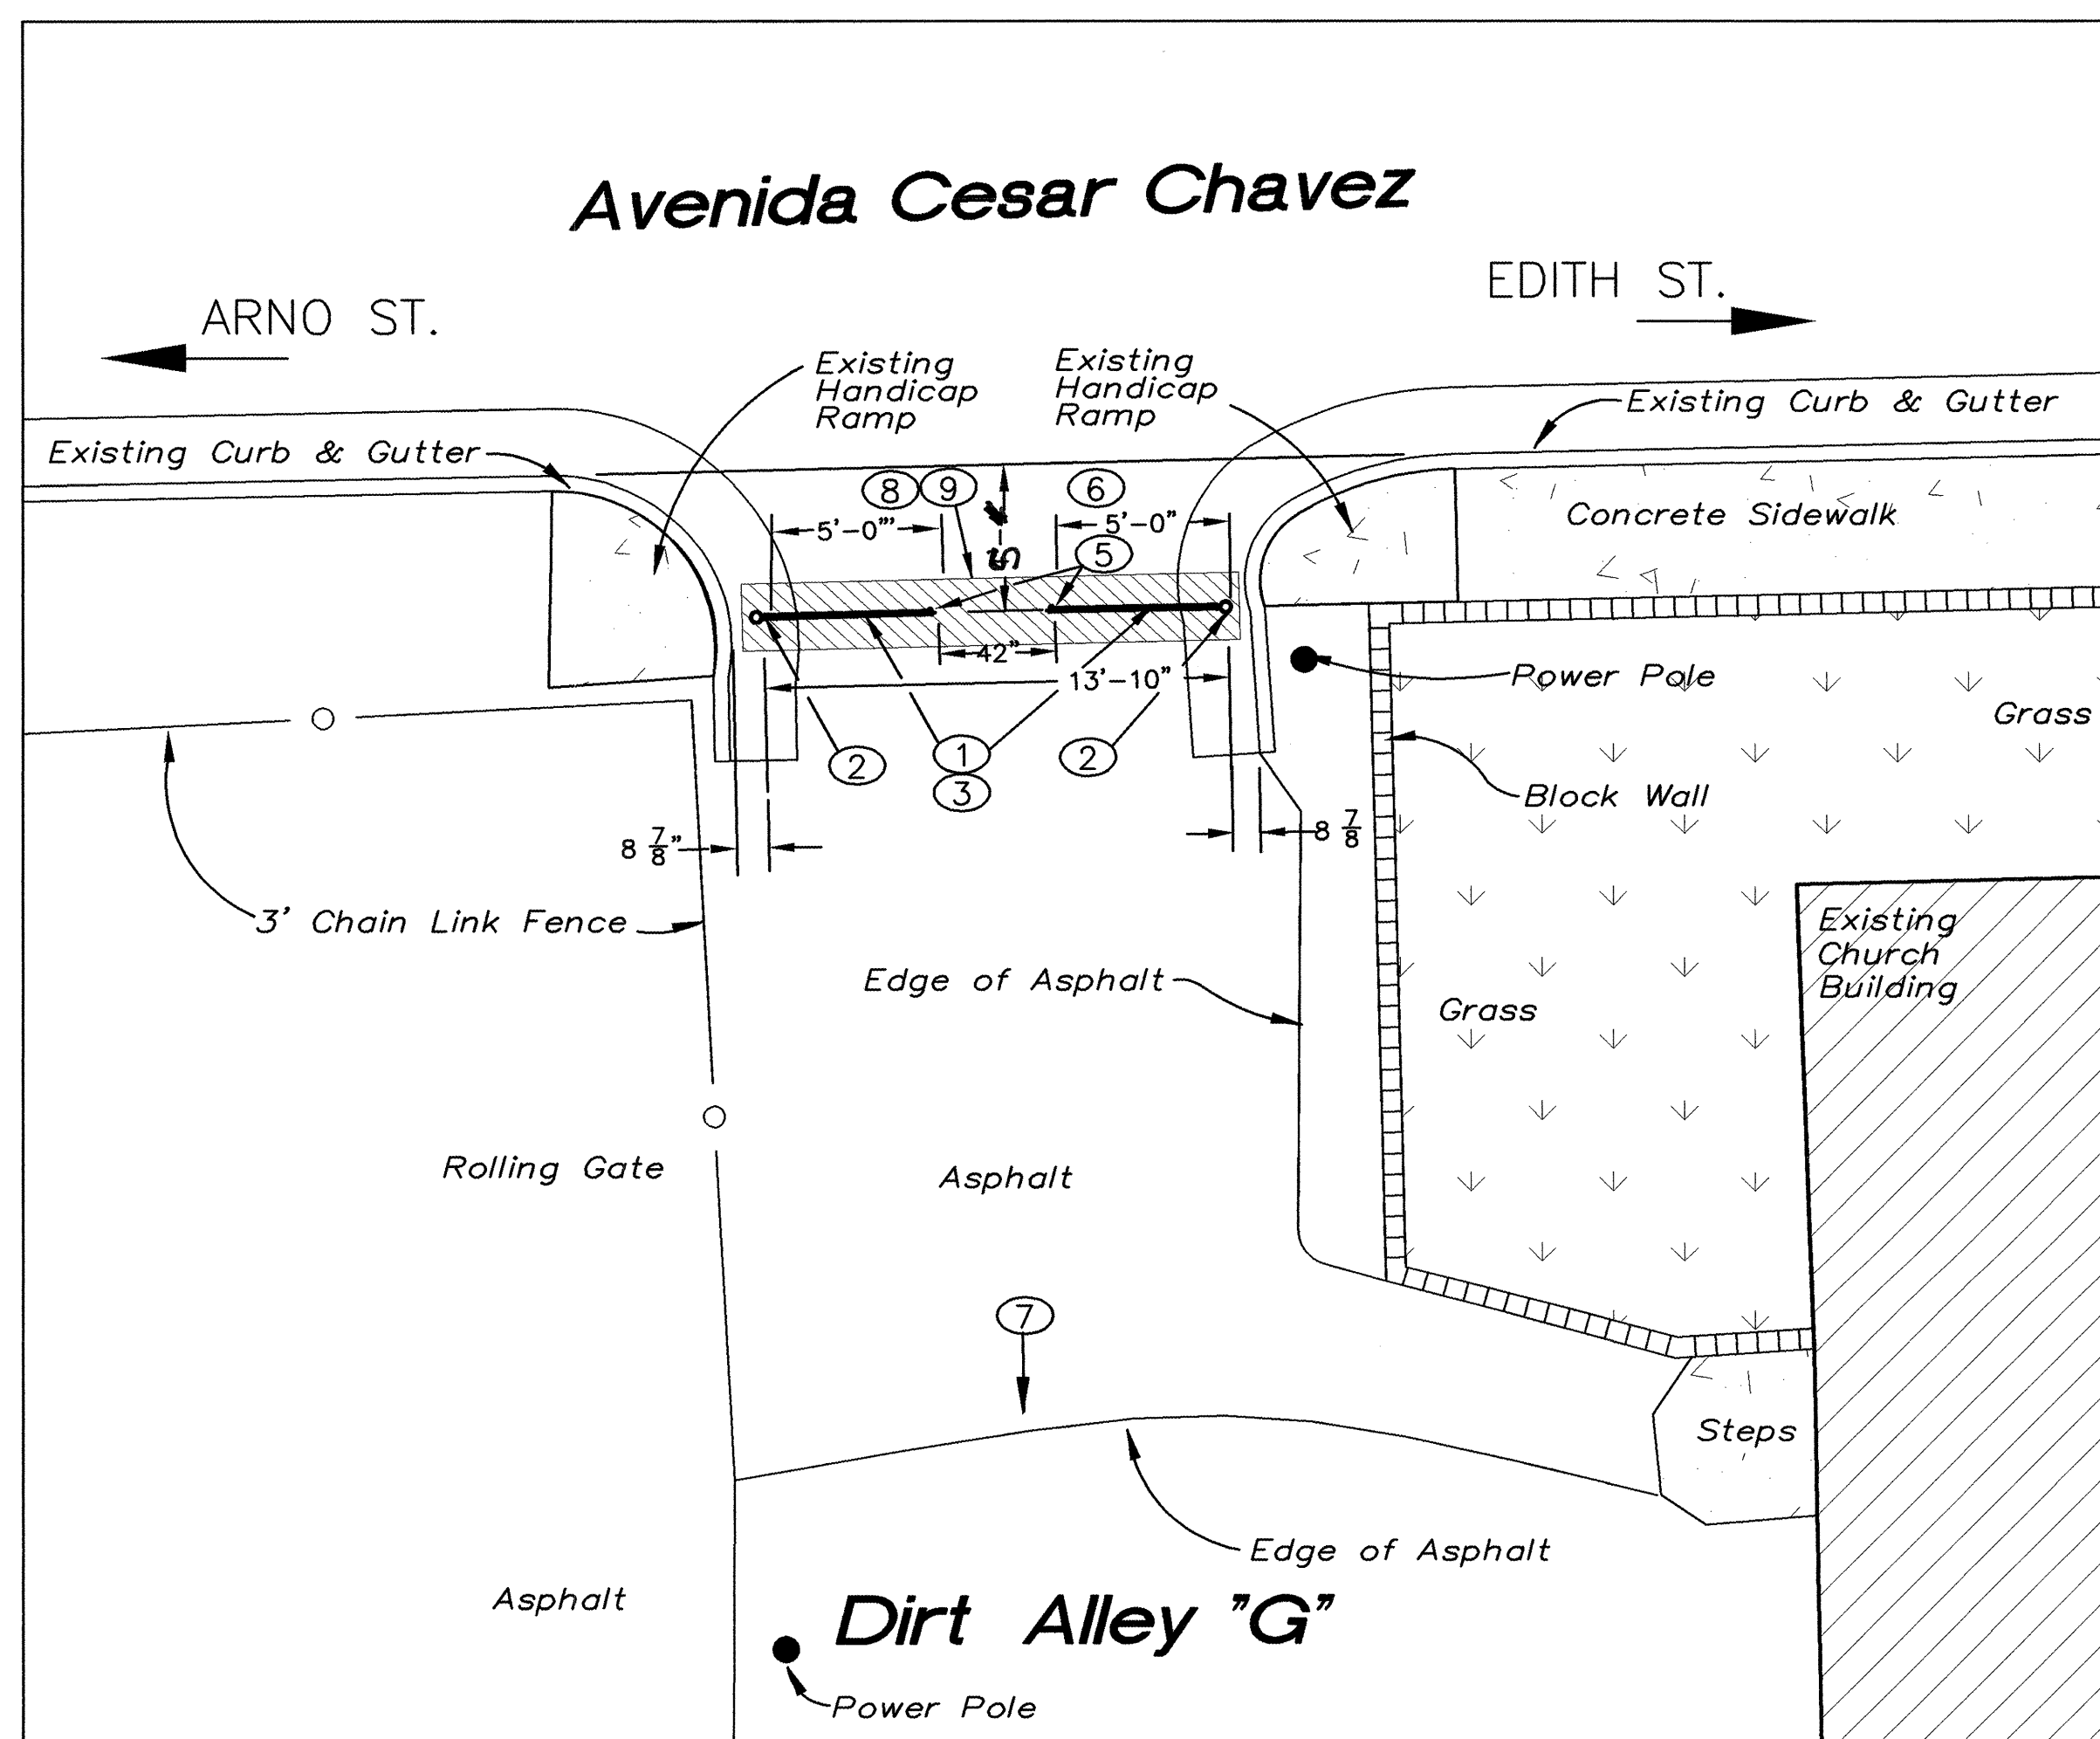 Avenida Cesar Chavez
EDITH ST.
ARNO ST.
Existing
Handicap
Ramp
Existing
Handicap
Ramp
Existing Curb & Gutter
Existing Curb & Gutter
8
9
6
5'-0'"
5'-0"
Concrete Sidewalk
5
42"
13'-10"
Power Pole
Grass
2
1
3
2
Block Wall
8 7/8"
8 7/8
3' Chain Link Fence
Existing
Church
Building
Edge of Asphalt
Grass
Rolling Gate
Asphalt
7
Steps
Edge of Asphalt
Asphalt
Dirt Alley "G"
Power Pole